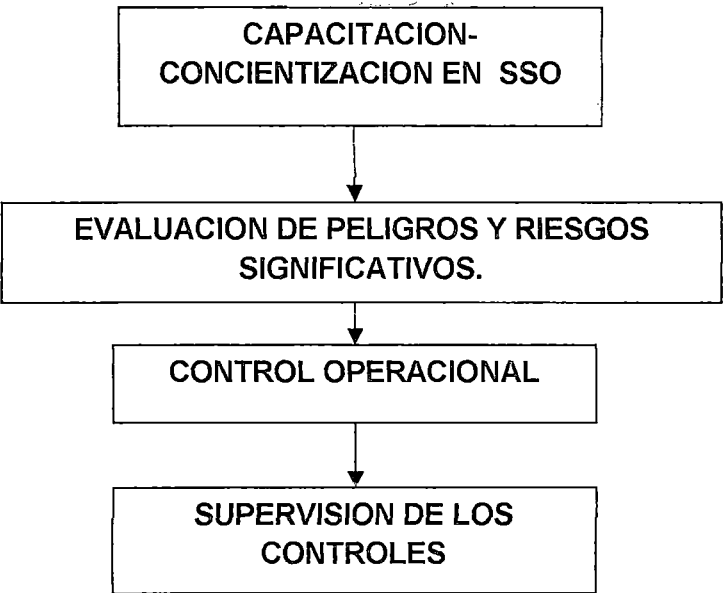 CAPACITACION-
CONCIENTIZACION EN SSO
EVALUACION DE PELIGROS Y RIESGOS
SIGNIFICATIVOS.
CONTROL OPERACIONAL
SUPERVISION DE LOS
CONTROLES